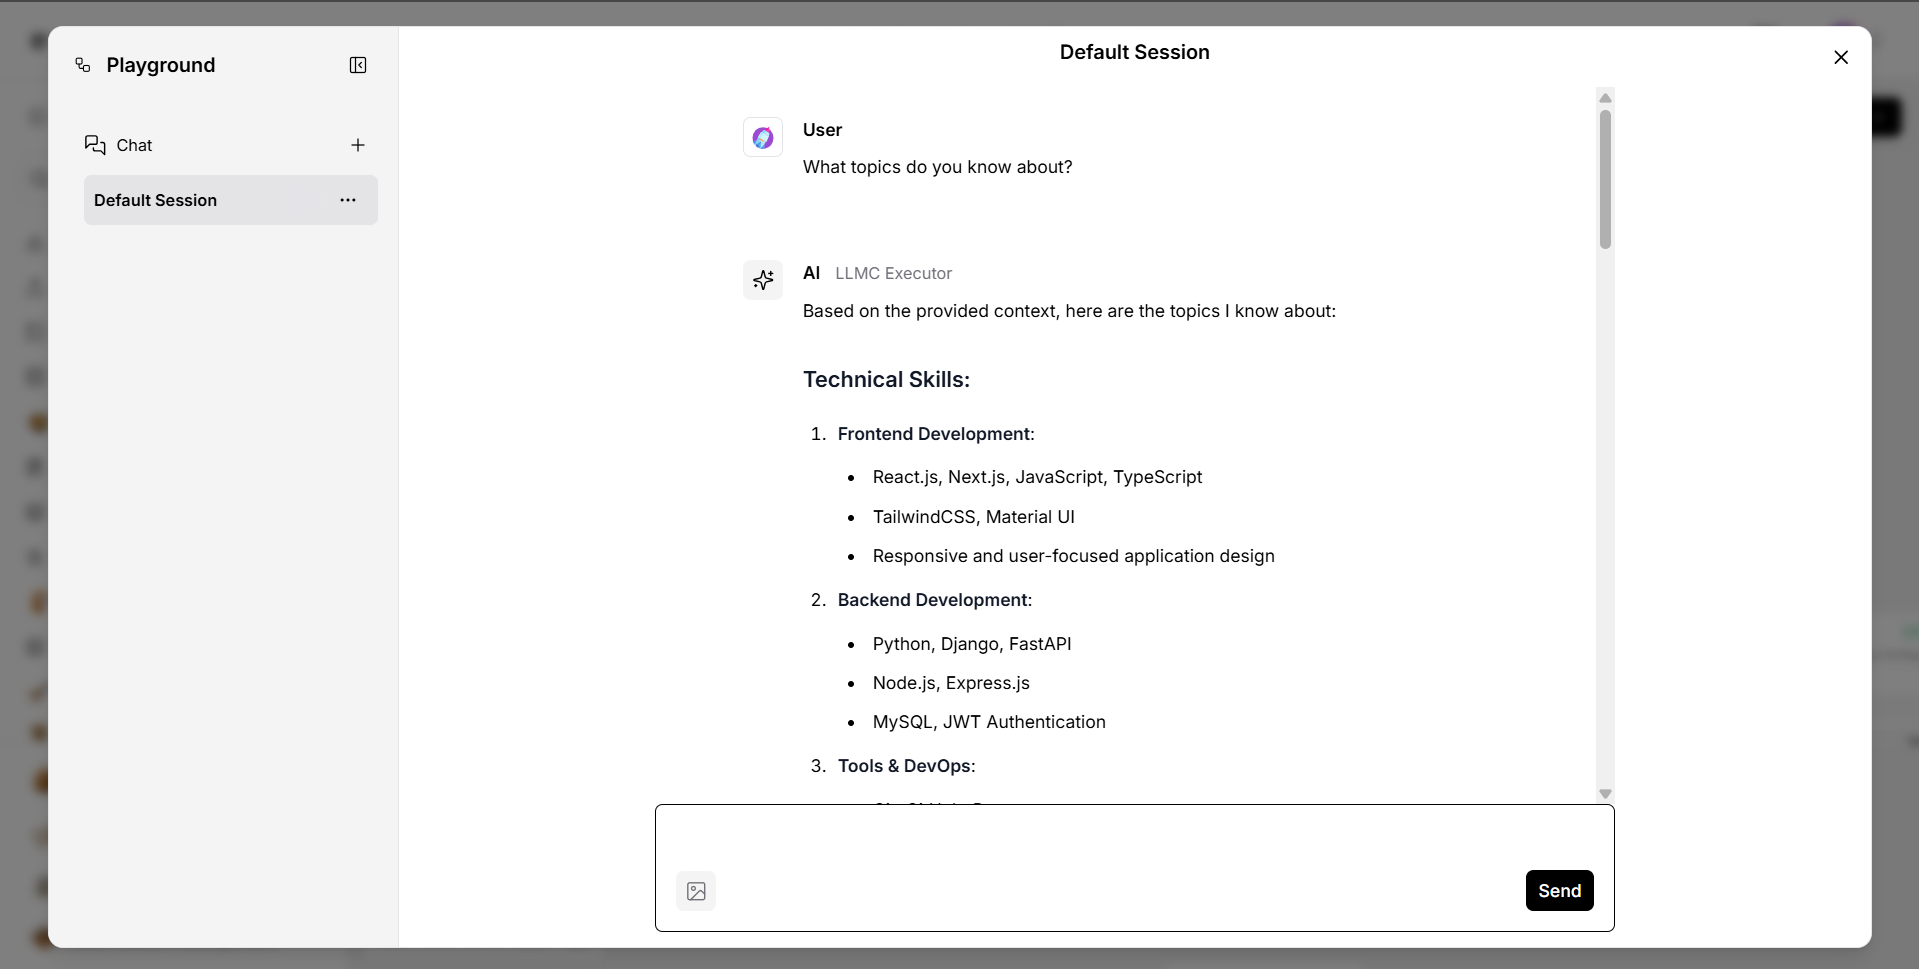 Playground
Chat
Default Session
Default Session
User
What topics do you know about?
AI LLMC Executor
Based on the provided context, here are the topics I know about:
Technical Skills:
1. Frontend Development:
• React.js, Next.js, JavaScript, TypeScript
• TailwindCSS, Material UI
• Responsive and user-focused application design
2. Backend Development:
• Python, Django, FastAPI
• Node.js, Express.js
• MySQL, JWT Authentication
3. Tools & DevOps:
Send